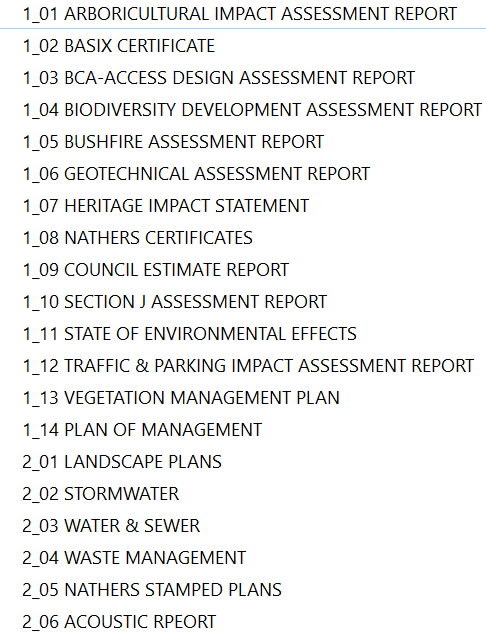 1_01 ARBORICULTURAL IMPACT ASSESSMENT REPORT
1_02 BASIX CERTIFICATE
1_03 BCA-ACCESS DESIGN ASSESSMENT REPORT
1_04 BIODIVERSITY DEVELOPMENT ASSESSMENT REPORT
1_05 BUSHFIRE ASSESSMENT REPORT
1_06 GEOTECHNICAL ASSESSMENT REPORT
1_07 HERITAGE IMPACT STATEMENT
1_08 NATHERS CERTIFICATES
1_09 COUNCIL ESTIMATE REPORT
1_10 SECTION J ASSESSMENT REPORT
1_11 STATE OF ENVIRONMENTAL EFFECTS
1_12 TRAFFIC & PARKING IMPACT ASSESSMENT REPORT
1_13 VEGETATION MANAGEMENT PLAN
1_14 PLAN OF MANAGEMENT
2_01 LANDSCAPE PLANS
2_02 STORMWATER
2_03 WATER & SEWER
2_04 WASTE MANAGEMENT
2_05 NATHERS STAMPED PLANS
2_06 ACOUSTIC RPEORT